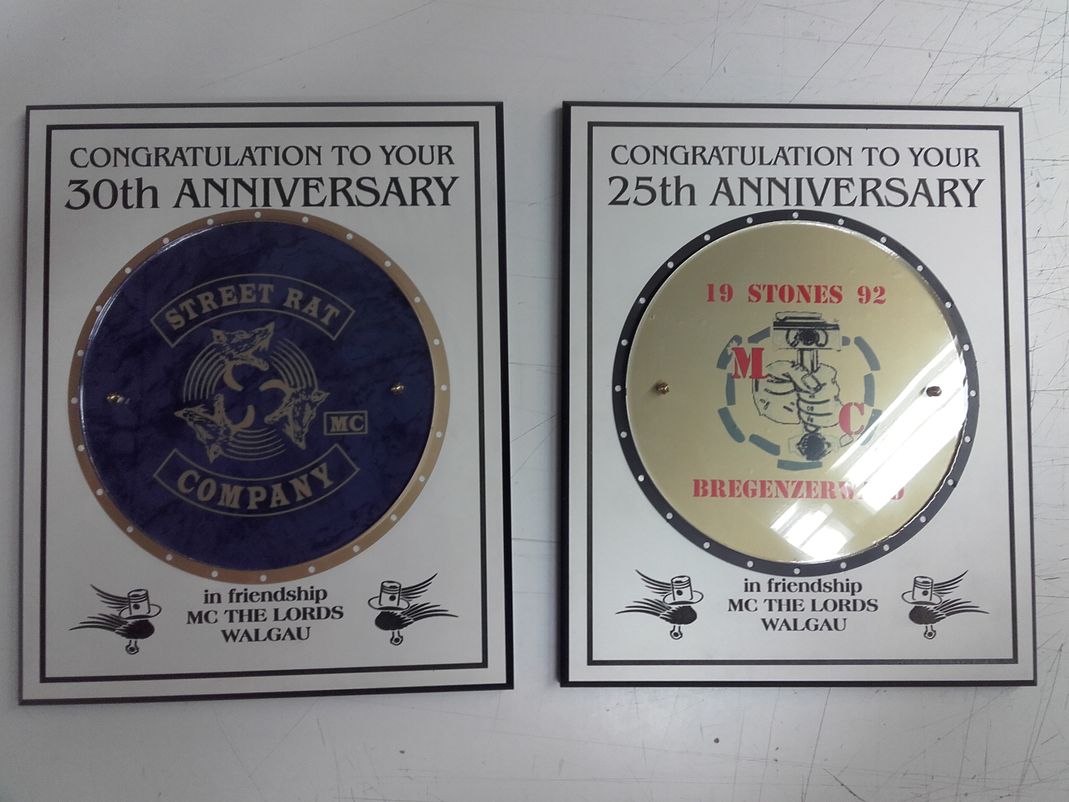 CONGRATULATION TO YOUR
30th ANNIVERSARY
STREET RAT
MC
COMPANY
in friendship
MC THE LORDS
WALGAU
CONGRATULATION TO YOUR
25th ANNIVERSARY
19 STONES 92
M
C
in friendship
MC THE LORDS
WALGAU